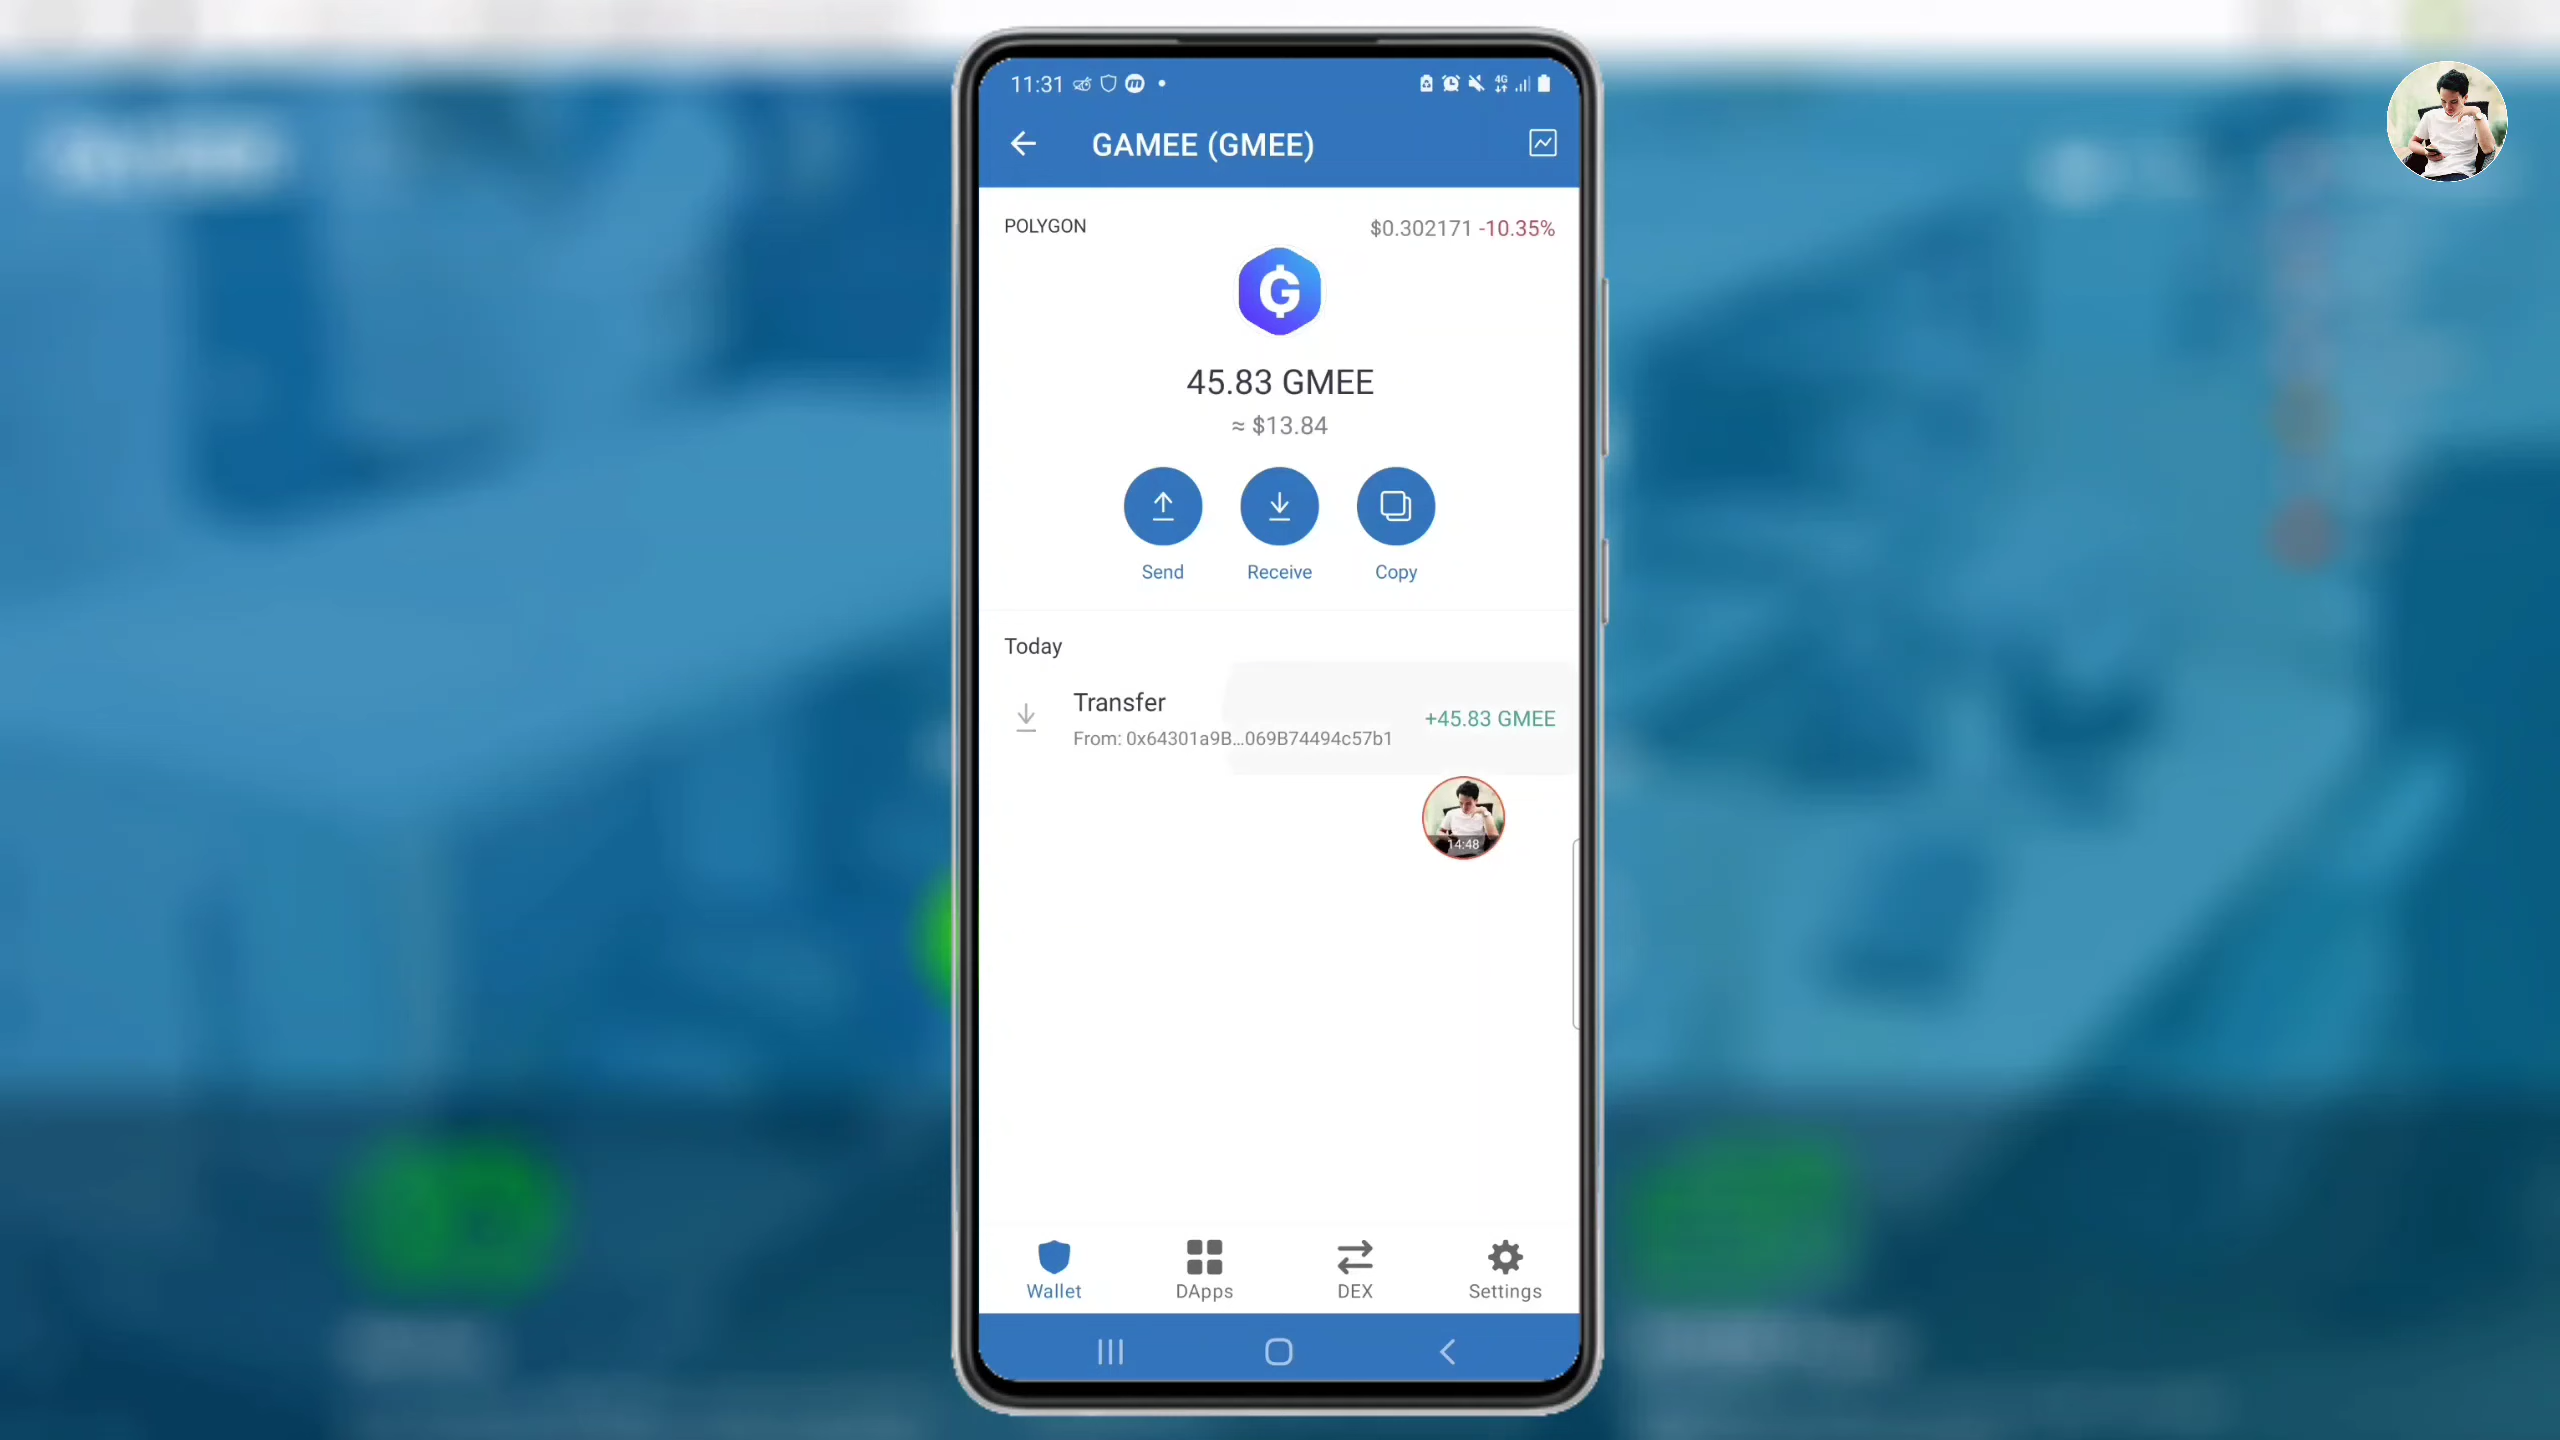 11:31
4G
GAMEE (GMEE)
POLYGON
$0.302171 -10.35%
45.83 GMEE
≈ $13.84
Send
Receive
Copy
Today
Transfer
+45.83 GMEE
From: 0x64301a9B...069B74494c57b1
14:48
Wallet
DApps
DEX
Settings